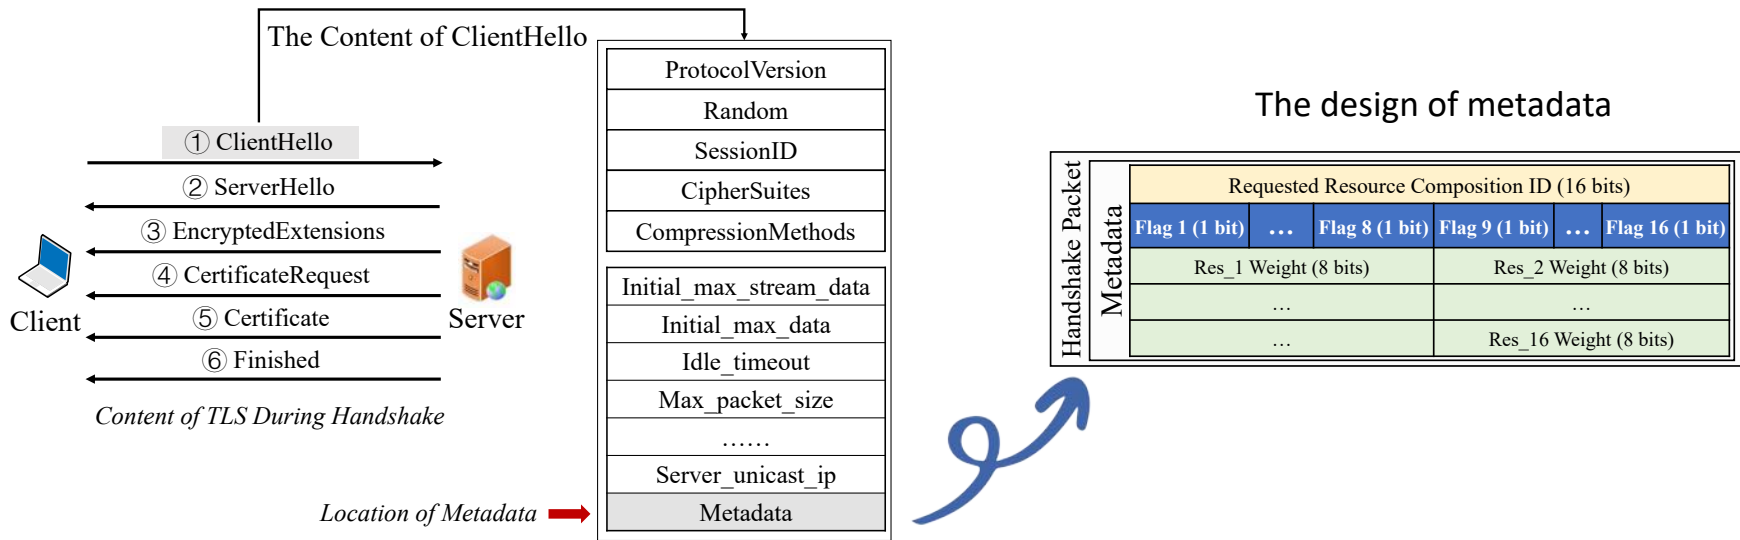 The Content of ClientHello
① ClientHello
② ServerHello
③ EncryptedExtensions
④ CertificateRequest
⑤ Certificate
⑥ Finished
Client
Server
Content of TLS During Handshake
ProtocolVersion
Random
SessionID
CipherSuites
CompressionMethods
Initial_max_stream_data
Initial_max_data
Idle_timeout
Max_packet_size
……
Server_unicast_ip
Metadata
Location of Metadata
The design of metadata
Handshake Packet
Metadata
Requested Resource Composition ID (16 bits)
Flag 1 (1 bit) … Flag 8 (1 bit) Flag 9 (1 bit) … Flag 16 (1 bit)
Res_1 Weight (8 bits) Res_2 Weight (8 bits)
… …
… Res_16 Weight (8 bits)